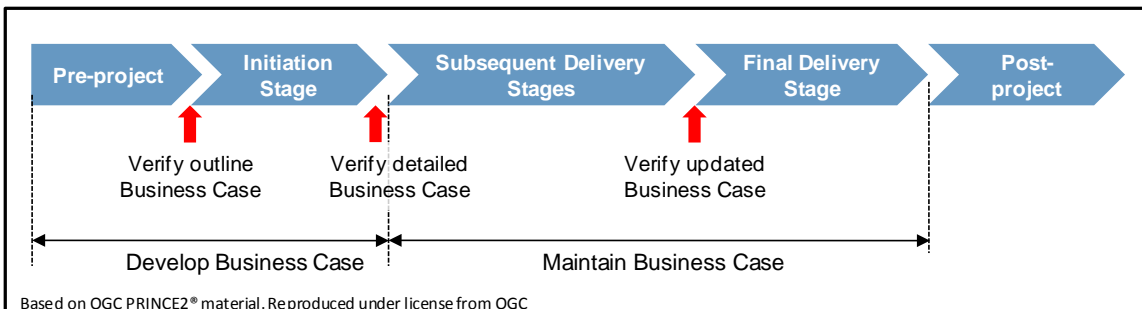 Pre-project
Initiation
Stage
Subsequent Delivery
Stages
Final Delivery
Stage
Post-
project
Verify outline
Business Case
Verify detailed
Business Case
Verify updated
Business Case
Develop Business Case
Maintain Business Case
Based on OGC PRINCE2® material. Reproduced under license from OGC